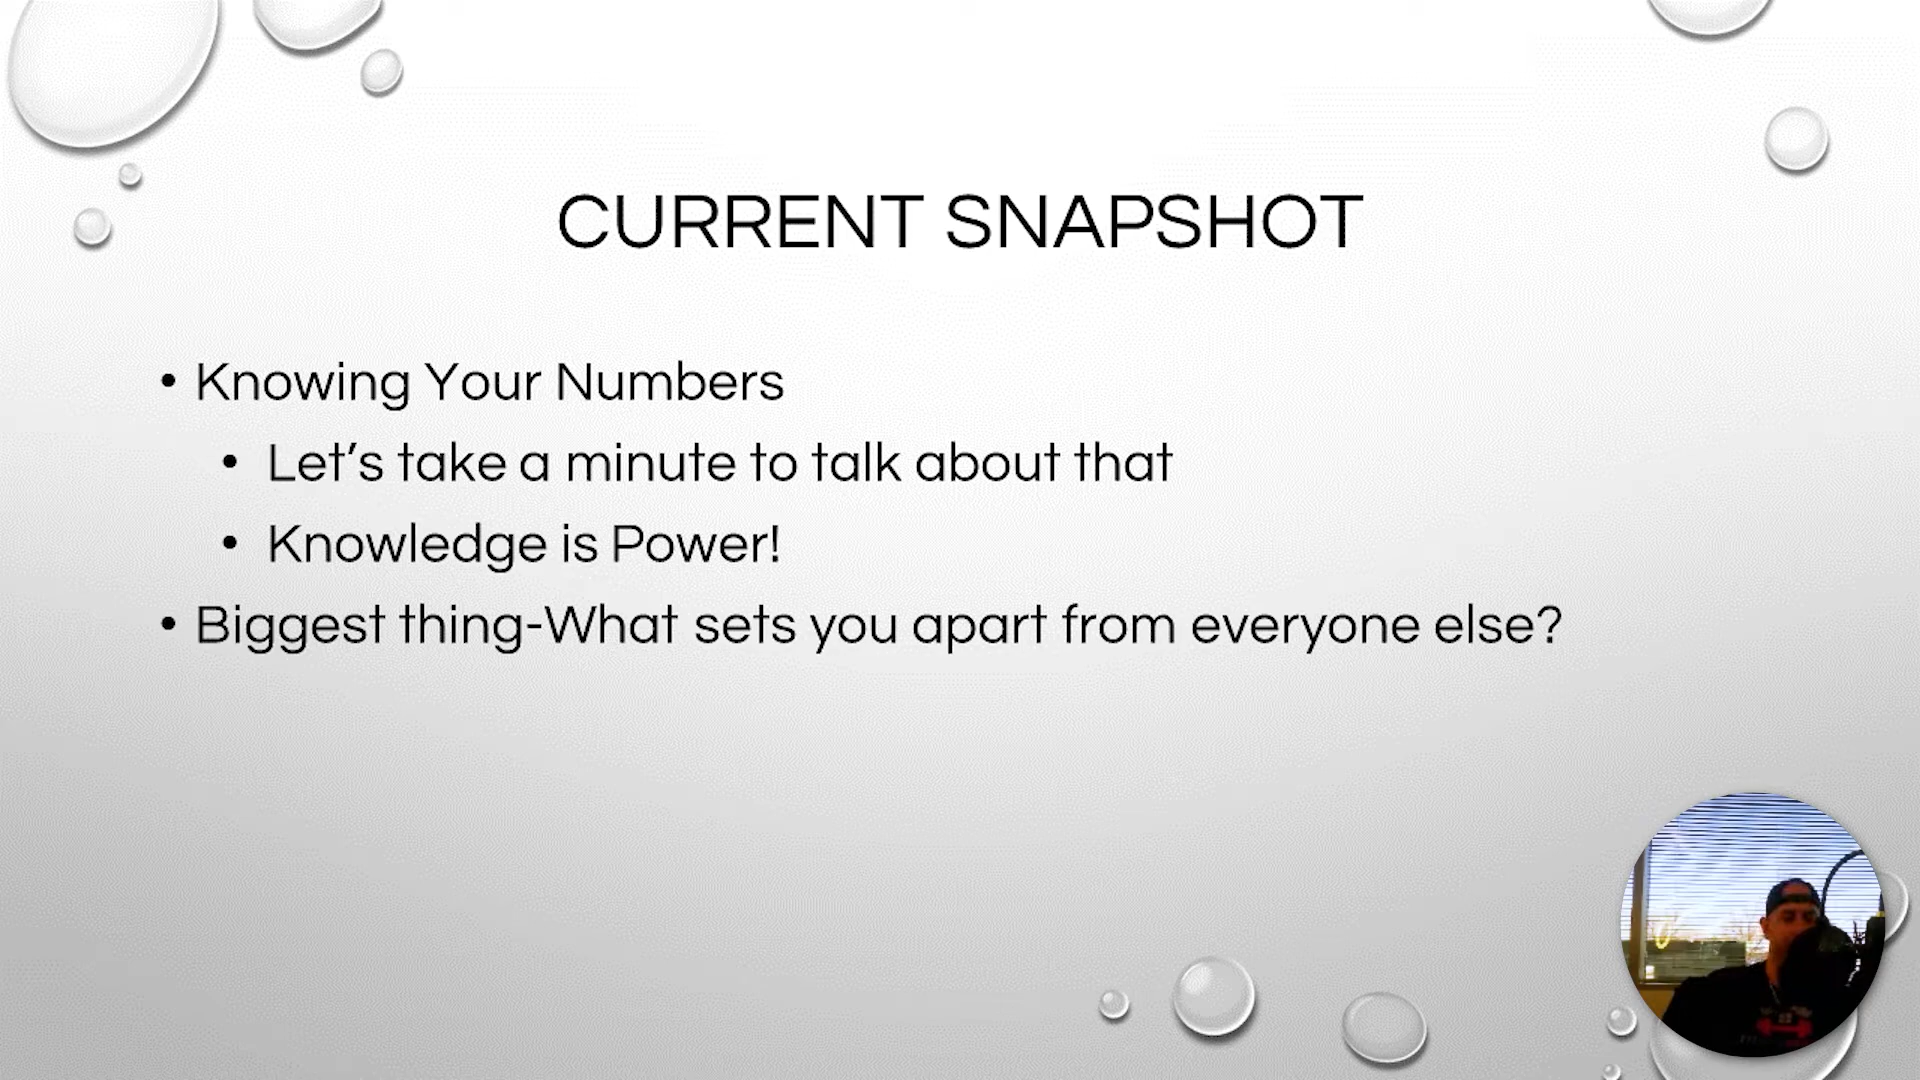 CURRENT SNAPSHOT
• Knowing Your Numbers
• Let’s take a minute to talk about that
• Knowledge is Power!
• Biggest thing-What sets you apart from everyone else?